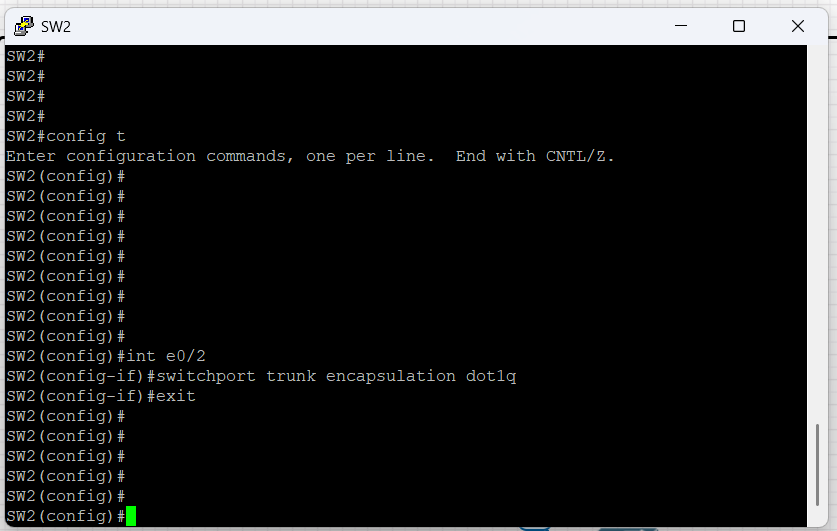 SW2
SW2#
SW2#
SW2#
SW2#
SW2#config t
Enter configuration commands, one per line.  End with CNTL/Z.
SW2(config)#
SW2(config)#
SW2(config)#
SW2(config)#
SW2(config)#
SW2(config)#
SW2(config)#
SW2(config)#
SW2(config)#
SW2(config)#int e0/2
SW2(config-if)#switchport trunk encapsulation dot1q
SW2(config-if)#exit
SW2(config)#
SW2(config)#
SW2(config)#
SW2(config)#
SW2(config)#
SW2(config)#